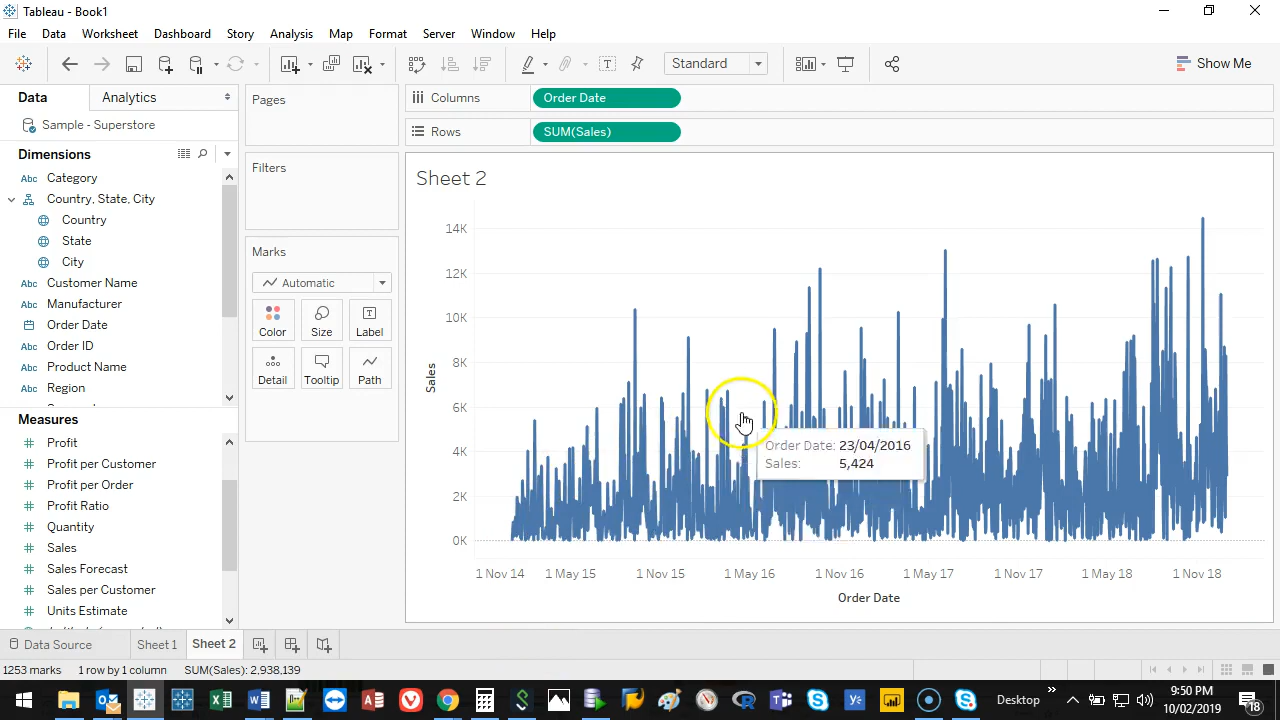 Tableau - Book1
File Data Worksheet Dashboard Story Analysis Map Format Server Window Help
Standard
Show Me
Data Analytics
Sample - Superstore
Dimensions
Abc Category
Country, State, City
Country
State
City
Abc Customer Name
Abc Manufacturer
Order Date
Abc Order ID
Abc Product Name
Abc Region
Measures
Profit
Profit per Customer
Profit per Order
Profit Ratio
Quantity
Sales
Sales Forecast
Sales per Customer
Units Estimate
Pages
Filters
Marks
Automatic
Color Size Label
Detail Tooltip Path
Columns Order Date
Rows SUM(Sales)
Sheet 2
14K
12K
10K
8K
6K
4K
2K
0K
Sales
Order Date: 23/04/2016
Sales: 5,424
1 Nov 14 1 May 15 1 Nov 15 1 May 16 1 Nov 16 1 May 17 1 Nov 17 1 May 18 1 Nov 18
Order Date
Data Source Sheet 1 Sheet 2
1253 marks 1 row by 1 column SUM(Sales): 2,938,139
Desktop
9:50 PM
10/02/2019
18